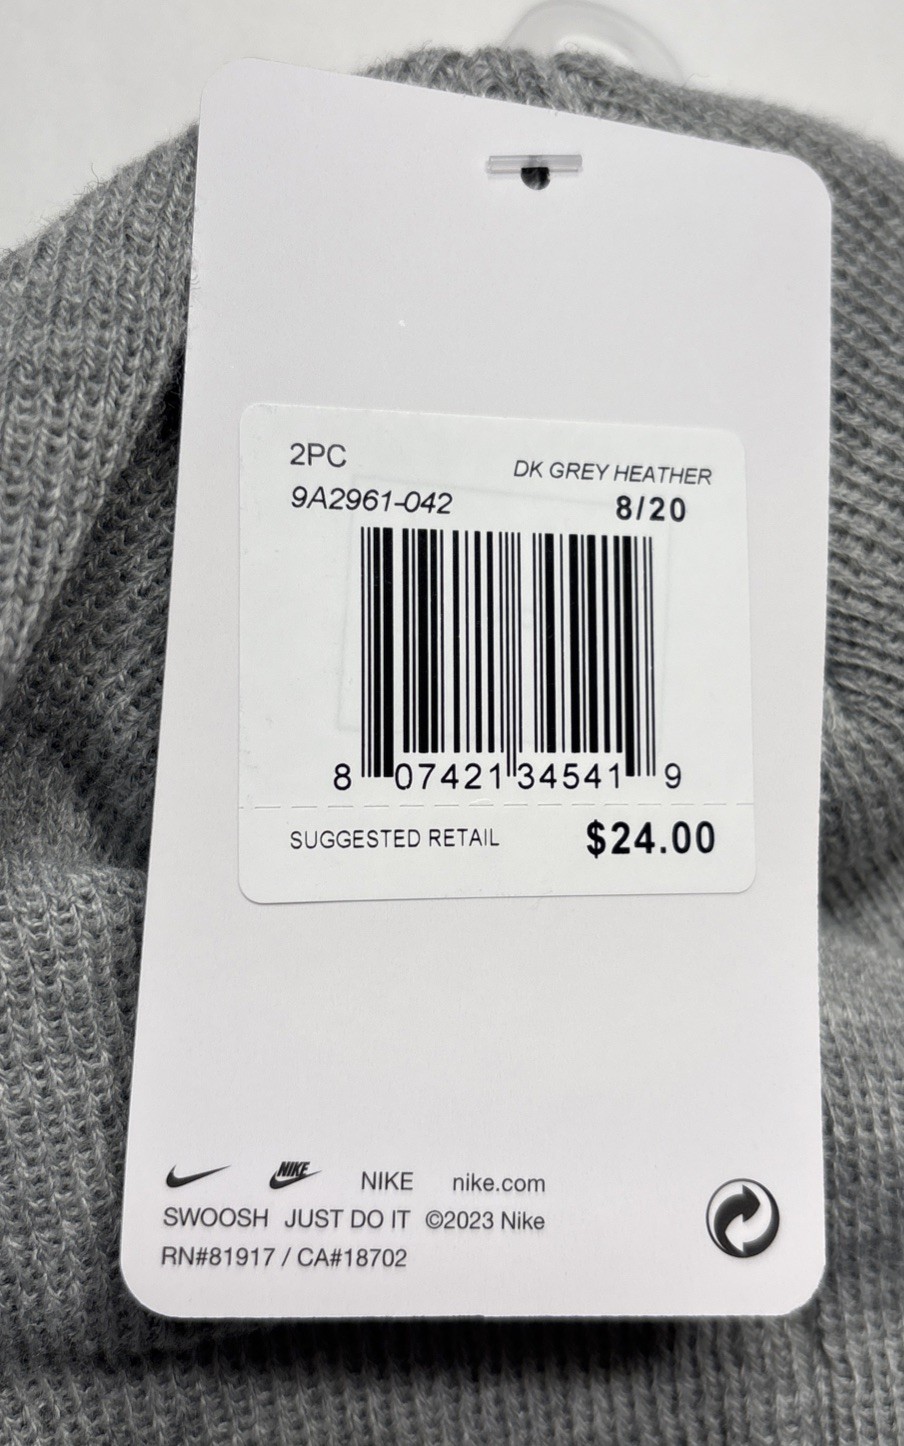 2PC
DK GREY HEATHER
9A2961-042
8/20
8 07421 34541 9
SUGGESTED RETAIL $24.00
NIKE NIKE nike.com
SWOOSH JUST DO IT ©2023 Nike
RN#81917 / CA#18702